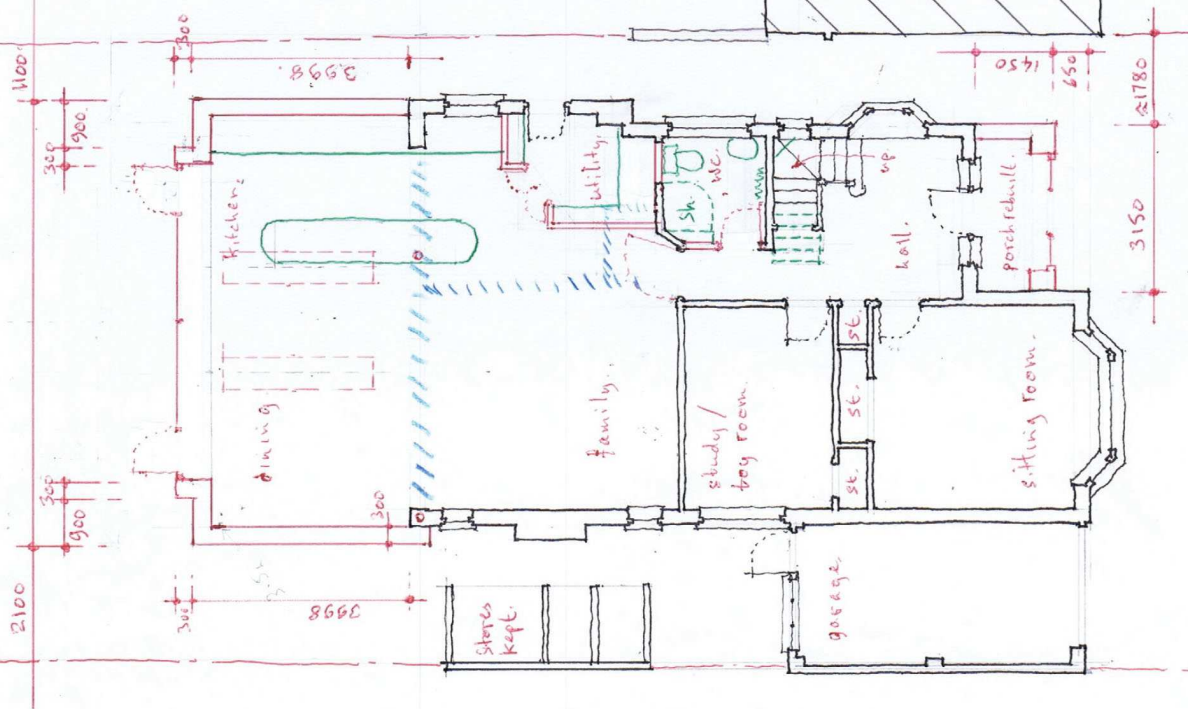 300
3998
1100
900
300
1450
650
≈1780
3150
kitchen.
utility.
wc.
sh.
up.
hall.
porch rebuilt.
st.
st.
st.
dining
family.
study/
toy room
sitting room.
300
900
300
2100
300
3998
stores
kept.
garage.